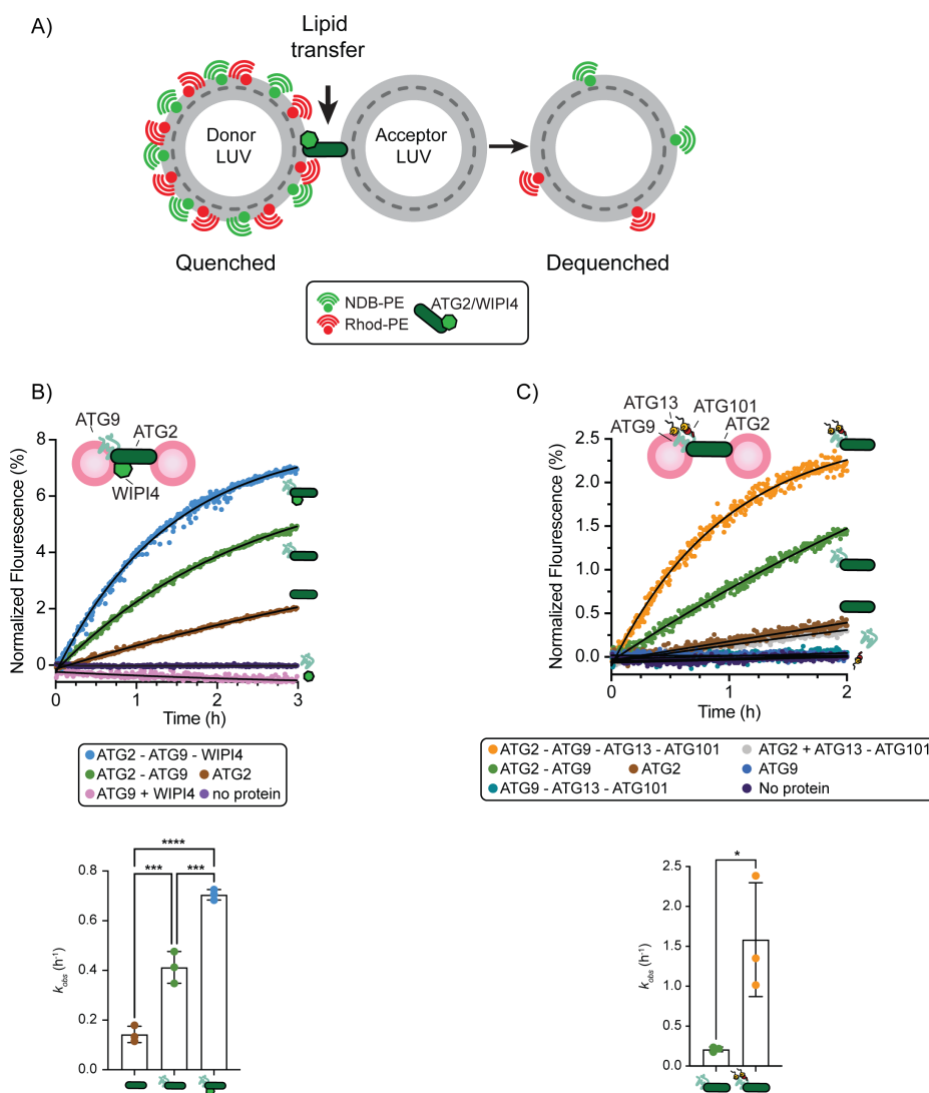 A)
Lipid
transfer
Donor
LUV
Acceptor
LUV
Quenched
Dequenched
NDB-PE
Rhod-PE
ATG2/WIPI4
B)
ATG9
ATG2
WIPI4
Normalized Fluorescence (%)
8
6
4
2
0
0
1
2
3
Time (h)
ATG2 - ATG9 - WIPI4
ATG2 - ATG9
ATG2
ATG9 + WIPI4
no protein
kobs (h-1)
0.8
0.6
0.4
0.2
0.0
****
***
***
C)
ATG13
ATG101
ATG9
ATG2
Normalized Flourescence (%)
2.5
2.0
1.5
1.0
0.5
0.0
0
1
2
Time (h)
ATG2 - ATG9 - ATG13 - ATG101
ATG2 + ATG13 - ATG101
ATG2 - ATG9
ATG2
ATG9
ATG9 - ATG13 - ATG101
No protein
kobs (h-1)
2.5
2.0
1.5
1.0
0.5
0.0
*